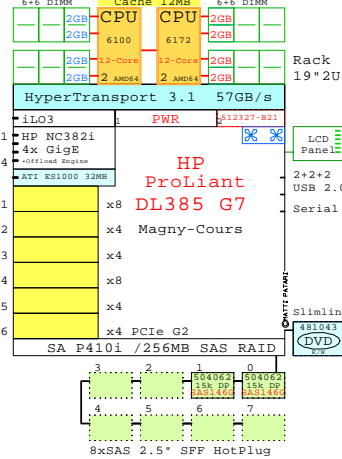 6+6 DIMM Cache 12MB 6+6 DIMM
2GB CPU CPU 2GB
2GB 6100 6172 2GB
2GB 12-Core 12-Core 2GB
2GB 2 AMD64 2 AMD64 2GB
Rack
19"2U
HyperTransport 3.1 57GB/s
iLO3 1 PWR 2 512327-B21
1 HP NC382i
4x GigE
4 +Offload Engine
ATI ES1000 32MB
LCD
Panel
2+2+2
USB 2.0
Serial
HP
ProLiant
DL385 G7
Magny-Cours
1 x8
2 x4
3 x4
4 x8
5 x4
6 x4 PCIe G2
© MATTI PATARI
Slimlin
481043
DVD
R/W
SA P410i /256MB SAS RAID
3 2 1 0
504062 504062
15k DP 15k DP
SAS146G SAS146G
4 5 6 7
8xSAS 2.5" SFF HotPlug